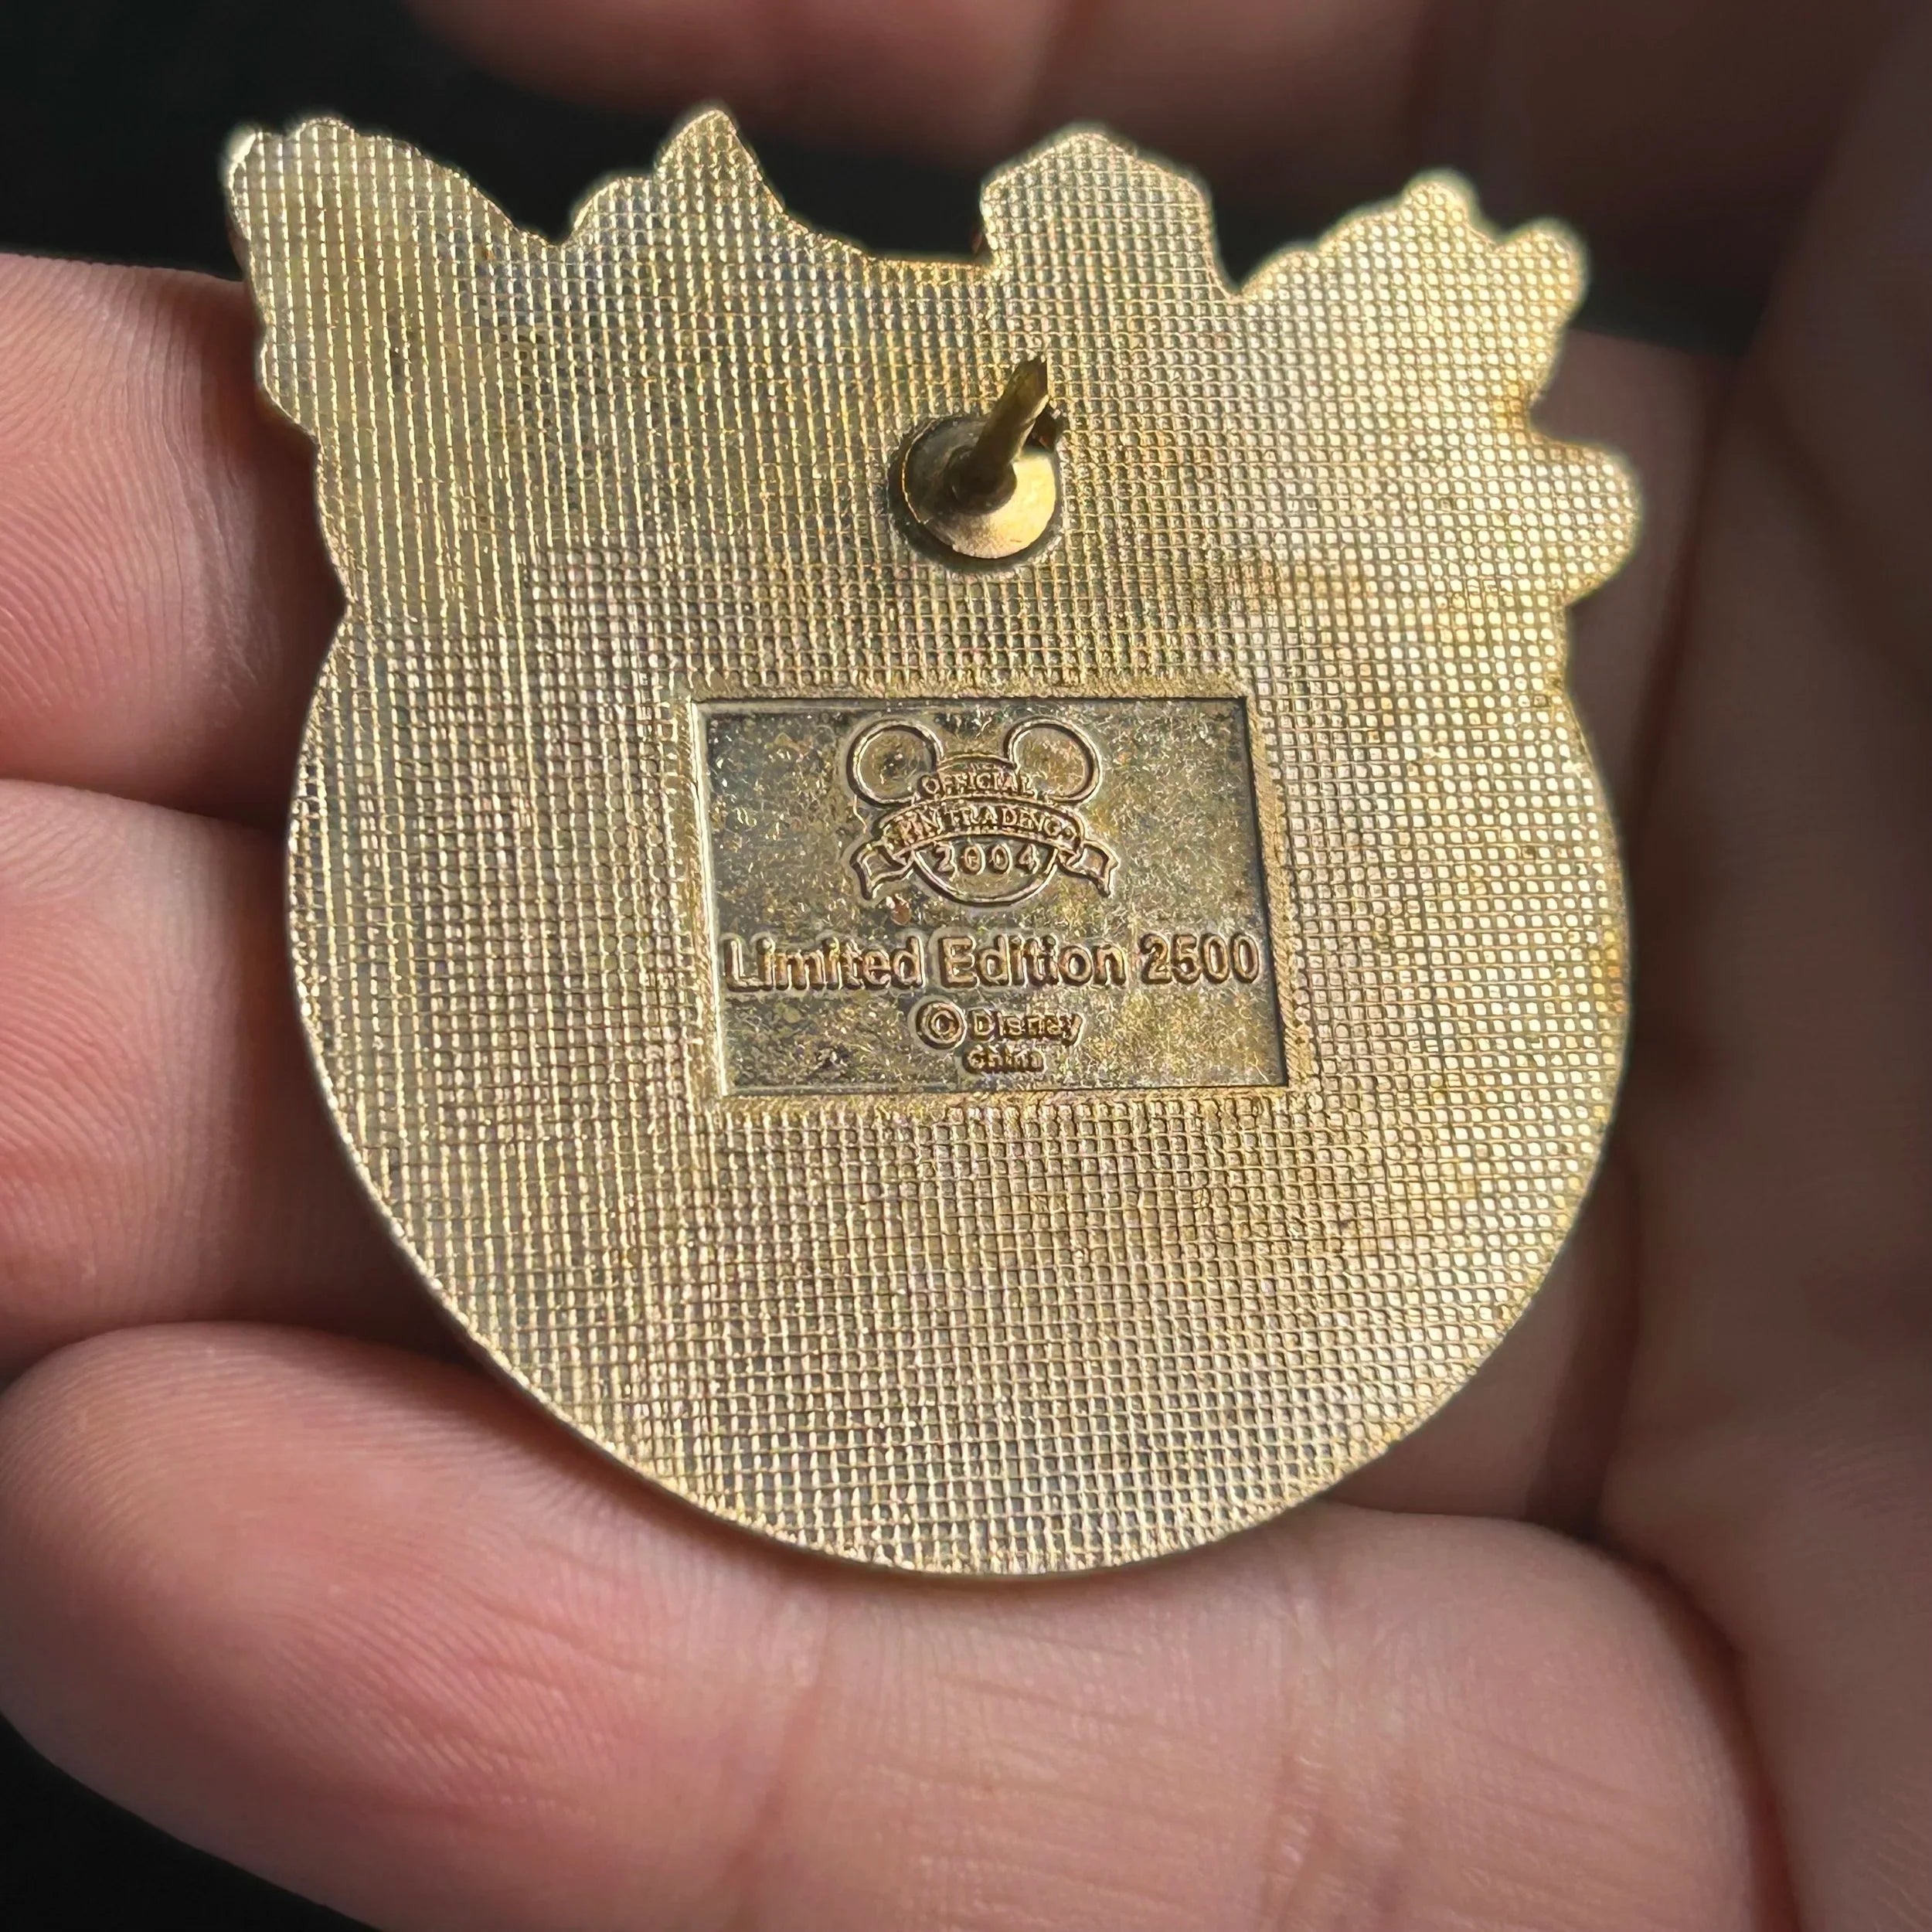 OFFICIAL
PIN TRADING
2004
Limited Edition 2500
© Disney
China